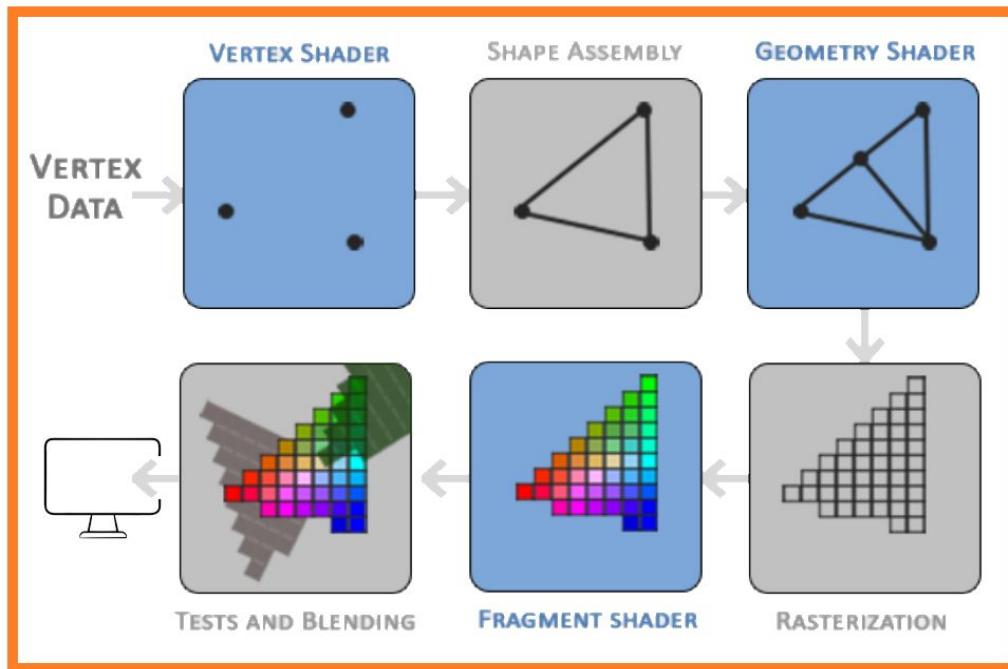 VERTEX SHADER
SHAPE ASSEMBLY
GEOMETRY SHADER
VERTEX
DATA
TESTS AND BLENDING
FRAGMENT SHADER
RASTERIZATION